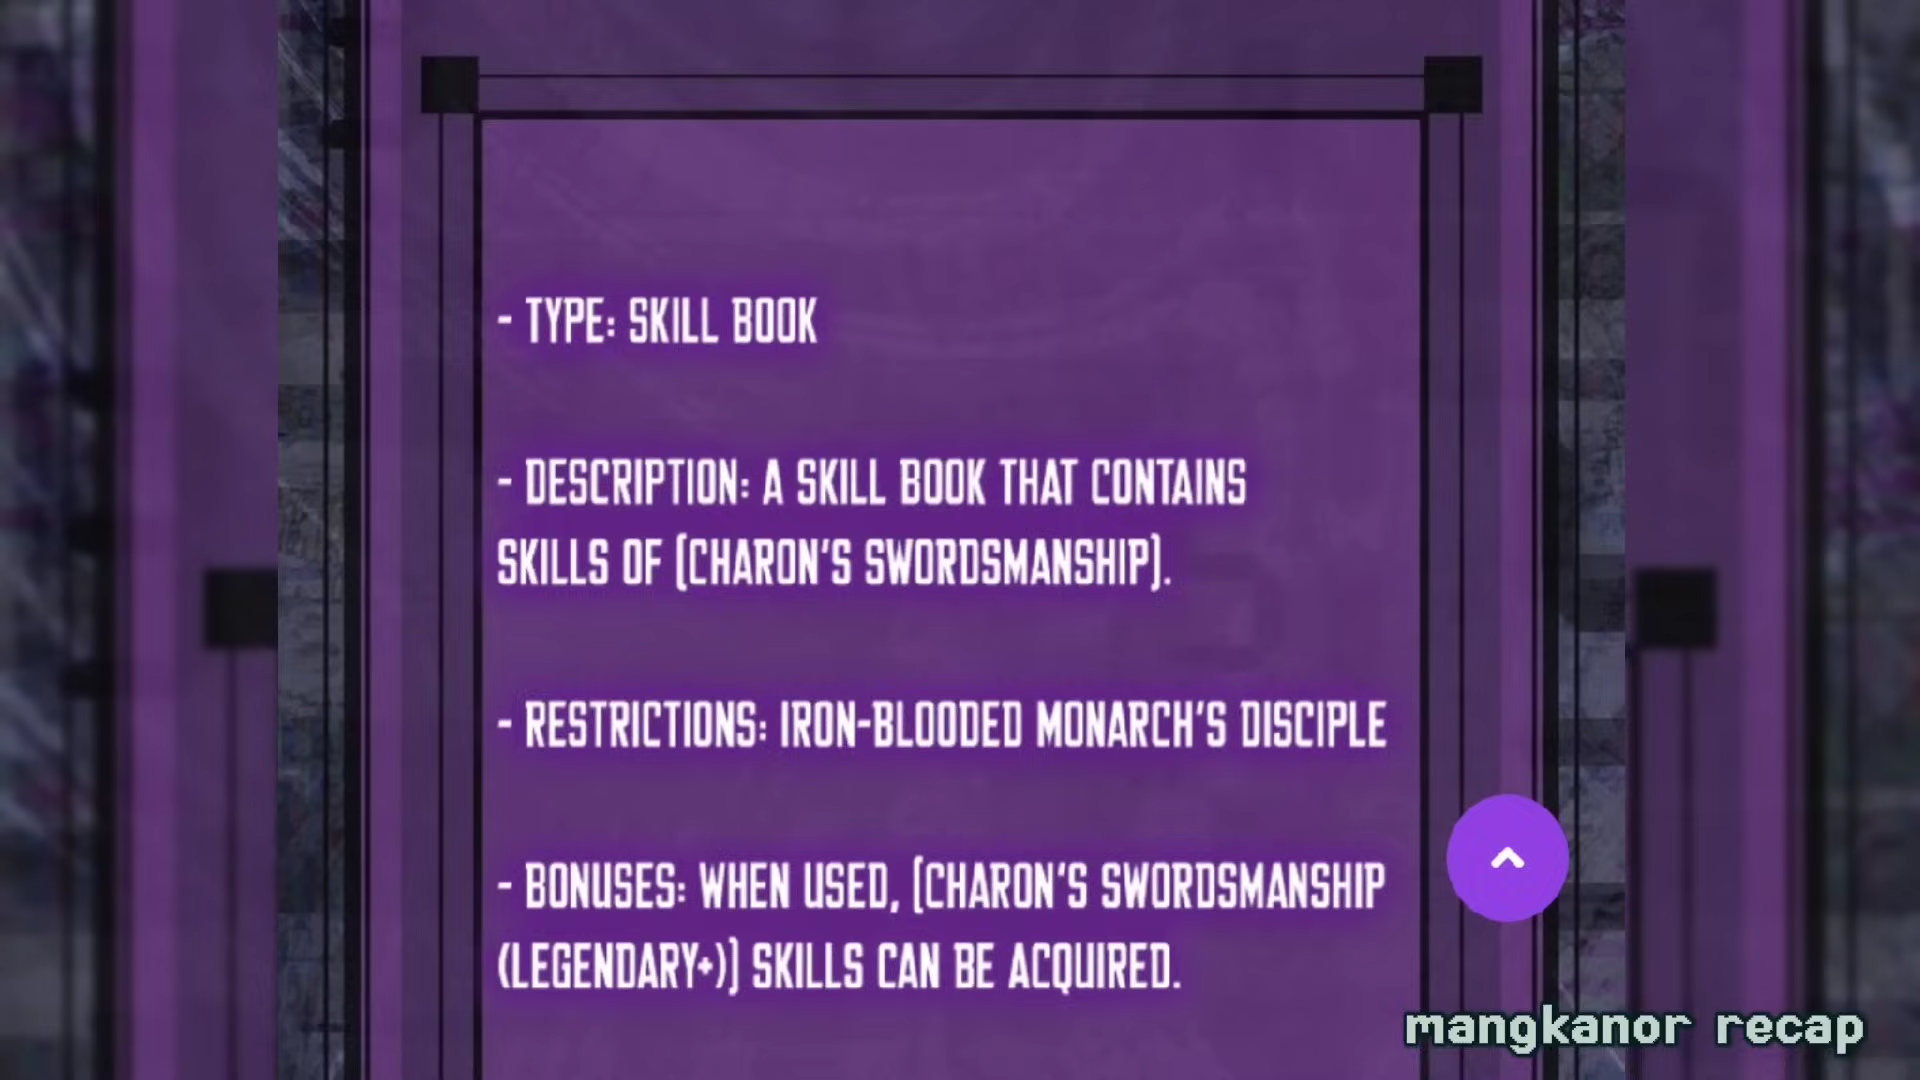 - TYPE: SKILL BOOK
- DESCRIPTION: A SKILL BOOK THAT CONTAINS
SKILLS OF [CHARON'S SWORDSMANSHIP].
- RESTRICTIONS: IRON-BLOODED MONARCH'S DISCIPLE
- BONUSES: WHEN USED, [CHARON'S SWORDSMANSHIP
(LEGENDARY+)] SKILLS CAN BE ACQUIRED.
mangkanor recap